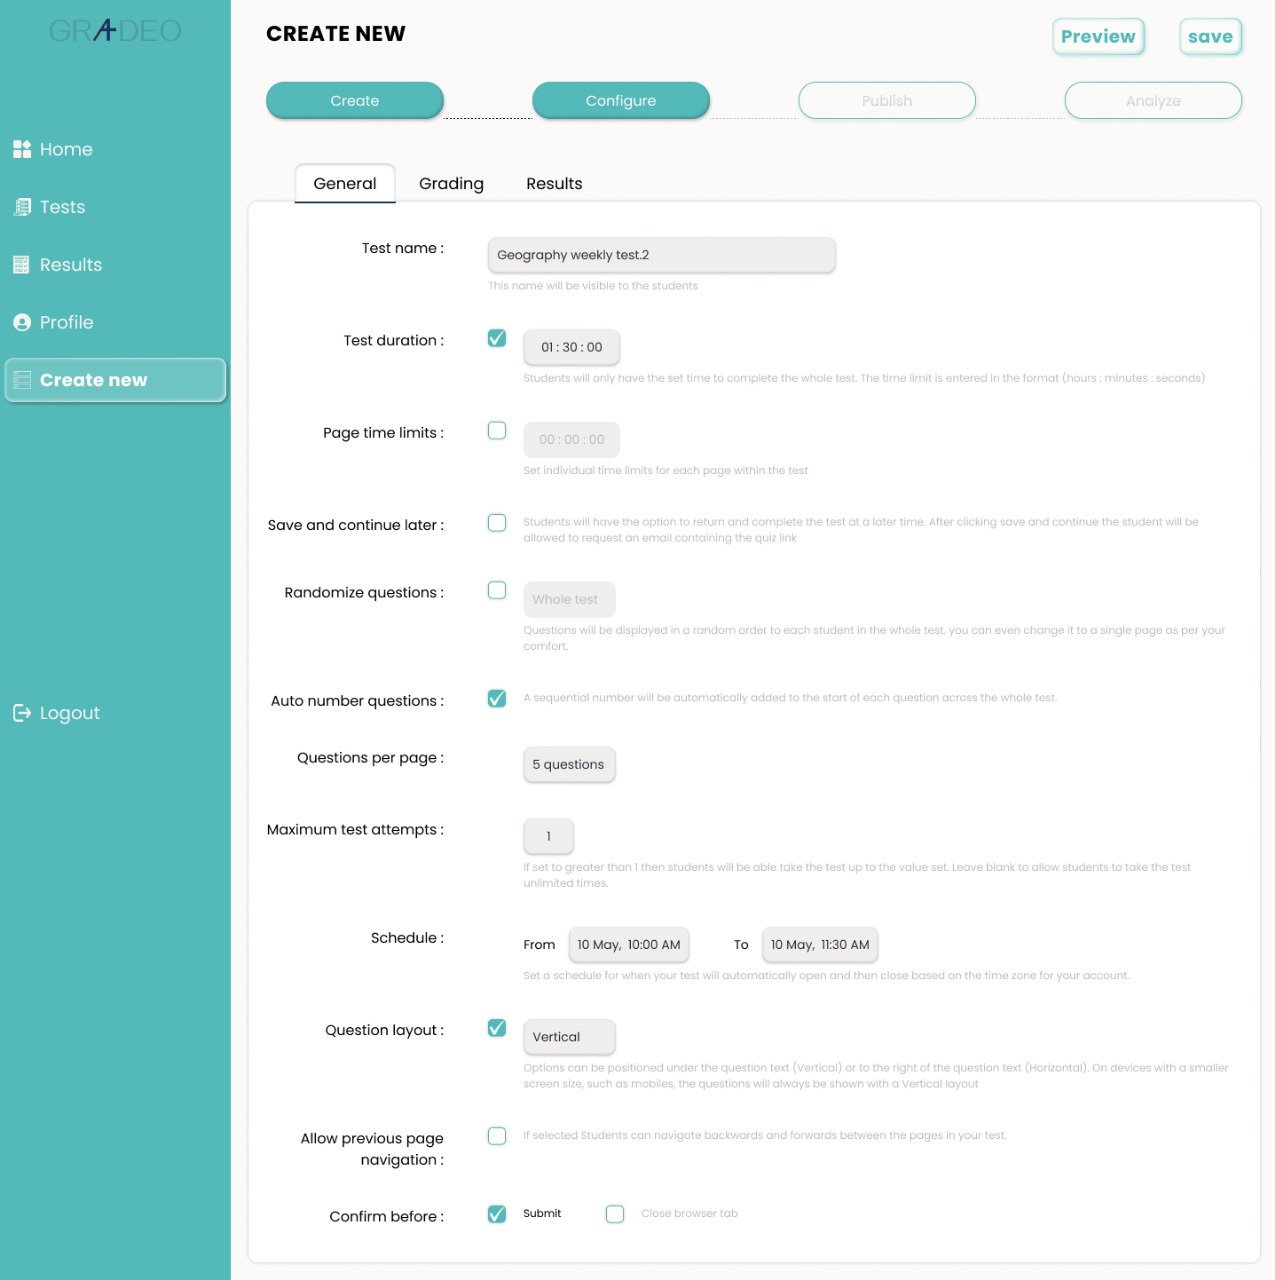 GRADEO
CREATE NEW
Preview
save
Create
Configure
Publish
Analyze
Home
Tests
Results
Profile
Create new
Logout
General
Grading
Results
Test name :
Geography weekly test.2
This name will be visible to the students
Test duration :
01 : 30 : 00
Students will only have the set time to complete the whole test. The time limit is entered in the format (hours : minutes : seconds)
Page time limits :
00 : 00 : 00
Set individual time limits for each page within the test
Save and continue later :
Students will have the option to return and complete the test at a later time. After clicking save and continue the student will be
allowed to request an email containing the quiz link
Randomize questions :
Whole test
Questions will be displayed in a random order to each student in the whole test, you can even change it to a single page as per your
comfort.
Auto number questions :
A sequential number will be automatically added to the start of each question across the whole test.
Questions per page :
5 questions
Maximum test attempts :
1
If set to greater than 1 then students will be able take the test up to the value set. Leave blank to allow students to take the test
unlimited times.
Schedule :
From
10 May, 10:00 AM
To
10 May, 11:30 AM
Set a schedule for when your test will automatically open and then close based on the time zone for your account.
Question layout :
Vertical
Options can be positioned under the question text (Vertical) or to the right of the question text (Horizontal). On devices with a smaller
screen size, such as mobiles, the questions will always be shown with a Vertical layout
Allow previous page
navigation :
If selected Students can navigate backwards and forwards between the pages in your test.
Confirm before :
Submit
Close browser tab